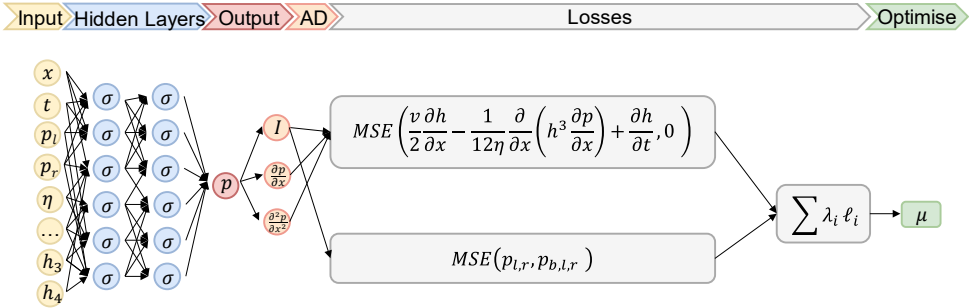 Input Hidden Layers Output AD Losses Optimise
x
t
p_l
p_r
η
...
h_3
h_4
σ σ
σ σ
σ σ
σ σ
σ σ
σ σ
p
I
∂p/∂x
∂²p/∂x²
MSE(v/2 ∂h/∂x − 1/12η ∂/∂x(h³ ∂p/∂x) + ∂h/∂t, 0)
MSE(p_{l,r}, p_{b,l,r})
∑ λ_i ℓ_i
μ